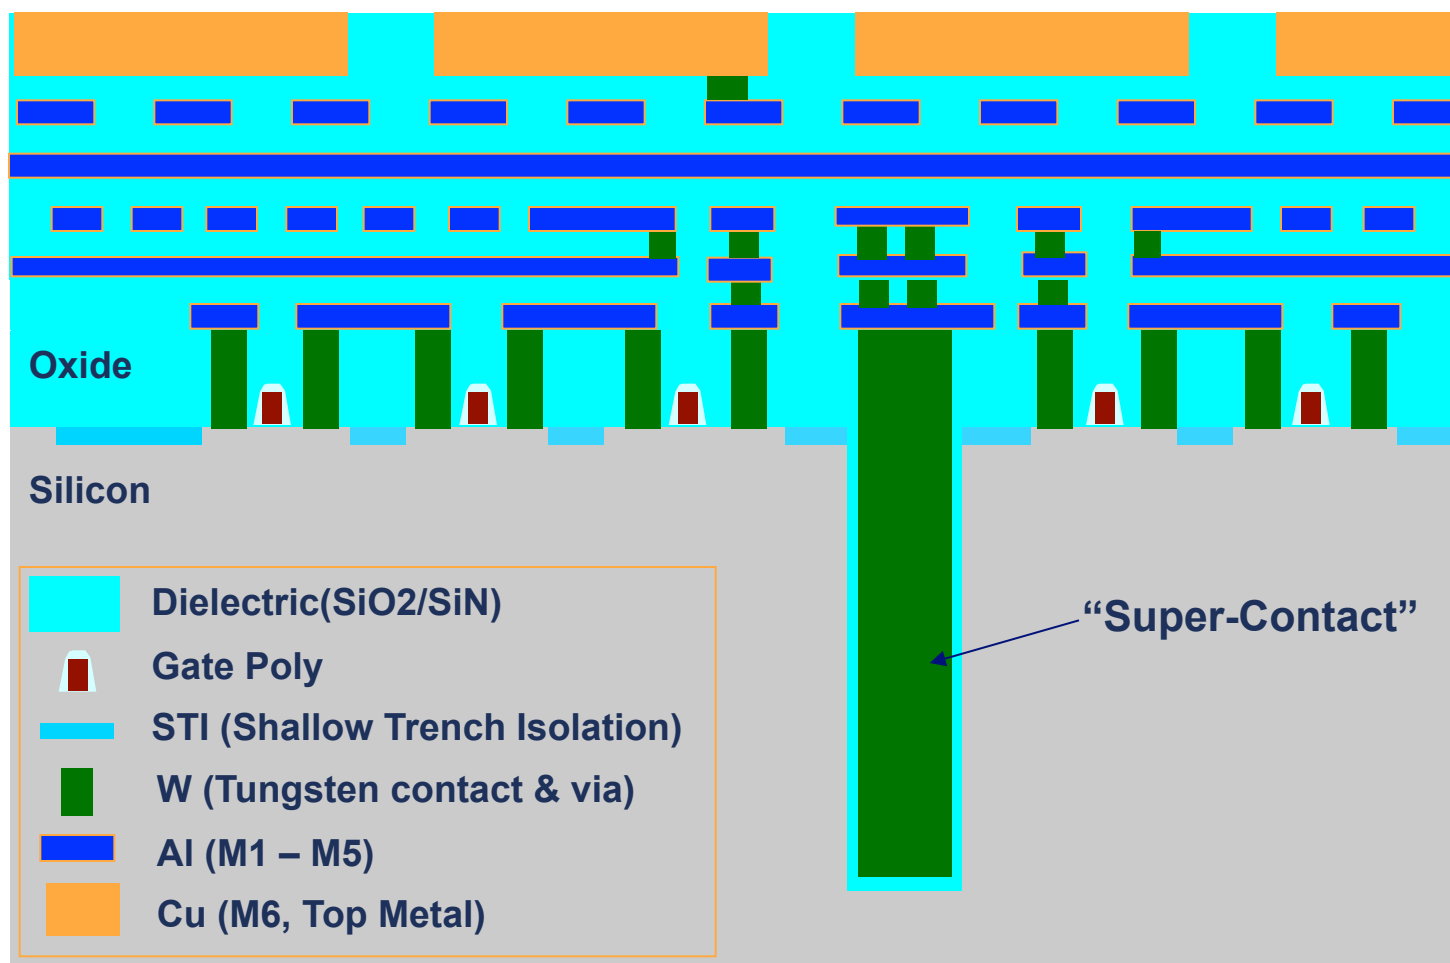 Oxide
Silicon
Dielectric(SiO2/SiN)
Gate Poly
STI (Shallow Trench Isolation)
W (Tungsten contact & via)
Al (M1 – M5)
Cu (M6, Top Metal)
“Super-Contact”